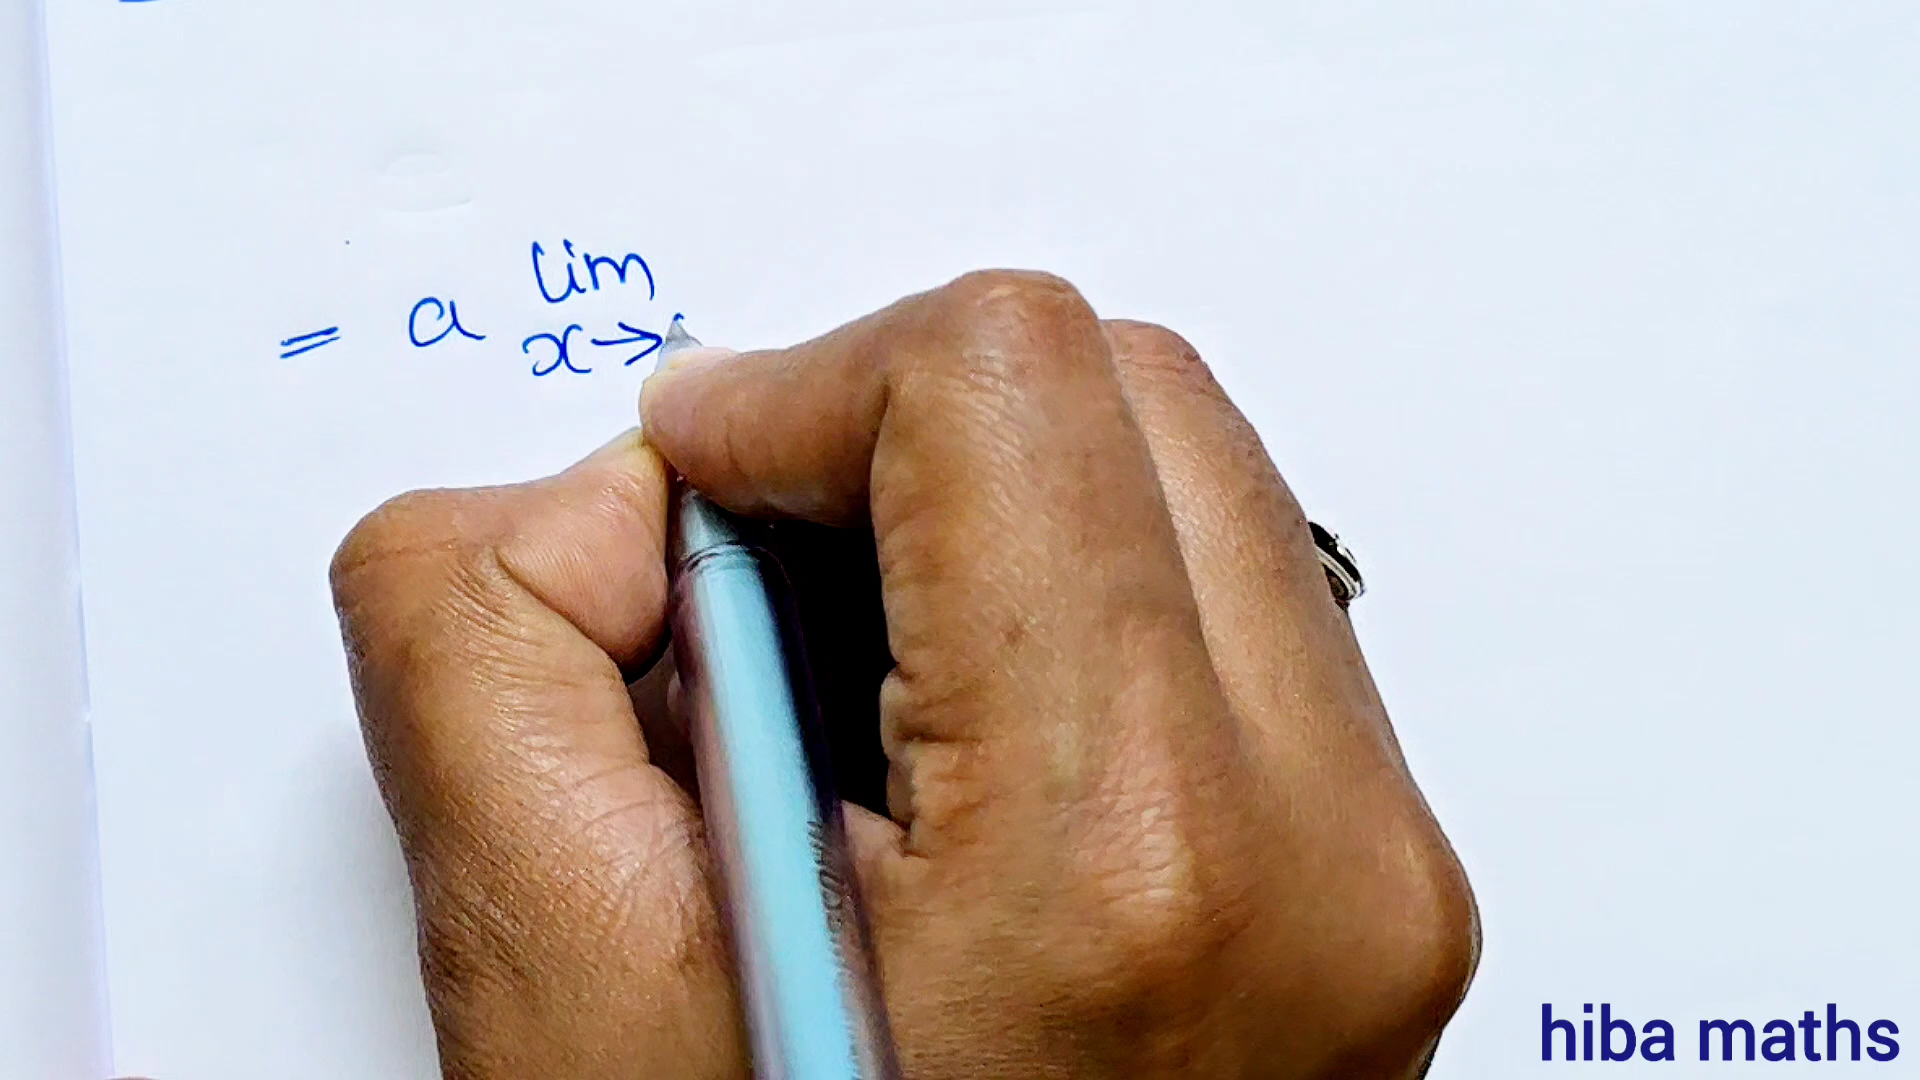 = a lim
x→
hiba maths